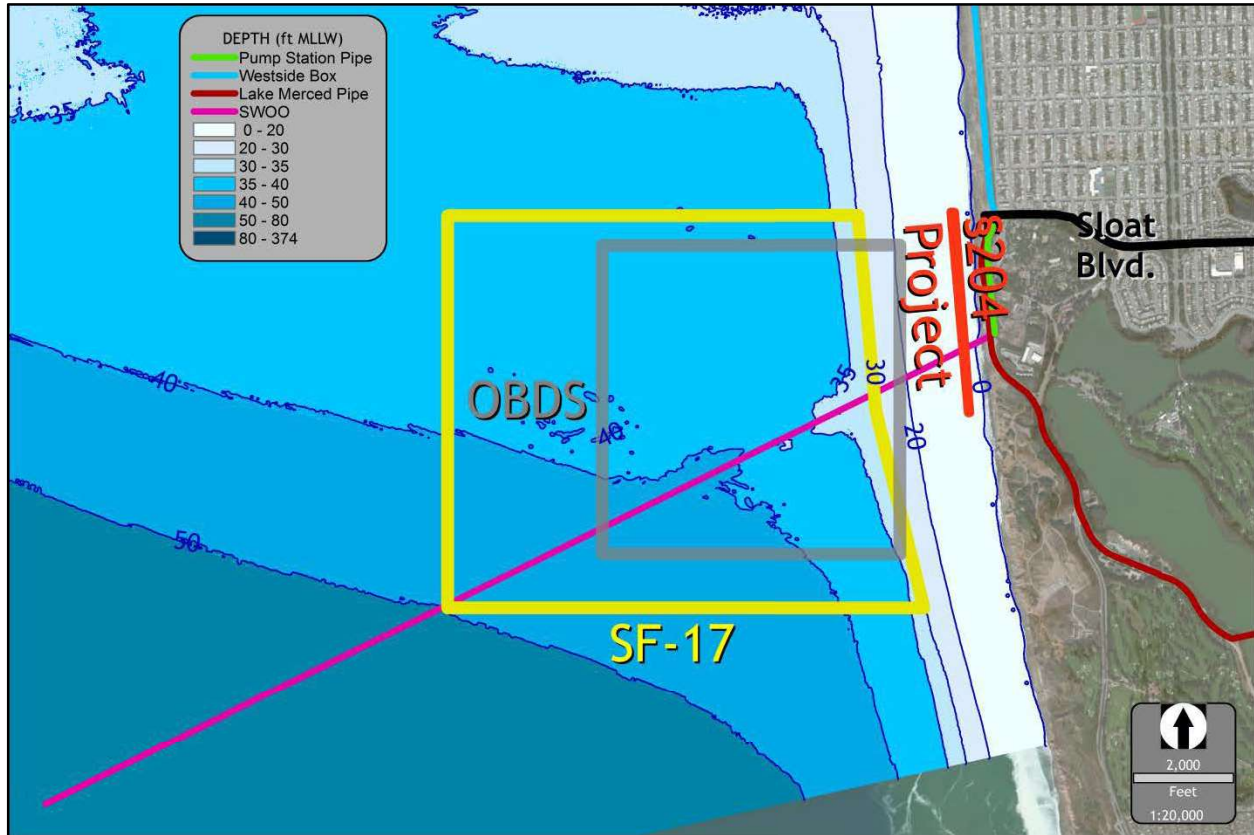 DEPTH (ft MLLW)
Pump Station Pipe
Westside Box
Lake Merced Pipe
SWOO
0 - 20
20 - 30
30 - 35
35 - 40
40 - 50
50 - 80
80 - 374
35
S204
Project
Sloat
Blvd.
0
35
30
20
40
OBDS
40
50
SF-17
2,000
Feet
1:20,000